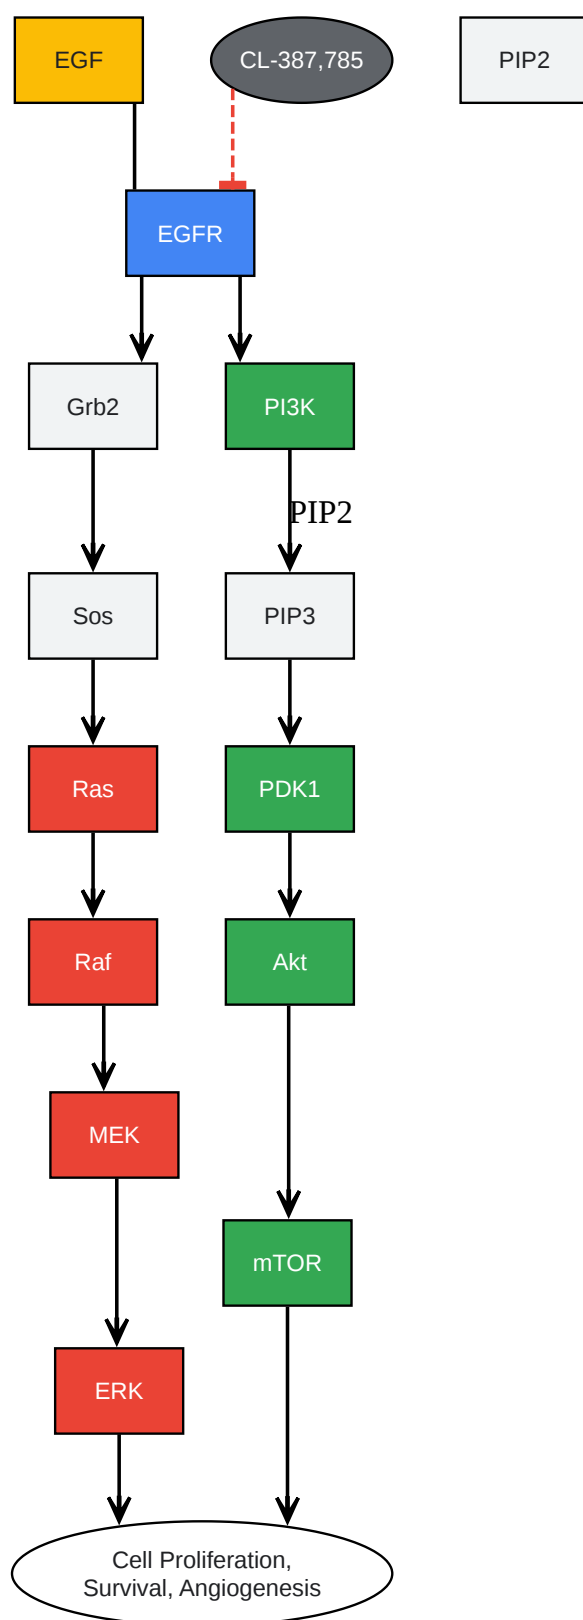 EGF
CL-387,785
PIP2
EGFR
Grb2
PI3K
PIP2
Sos
PIP3
Ras
PDK1
Raf
Akt
MEK
mTOR
ERK
Cell Proliferation,
Survival, Angiogenesis